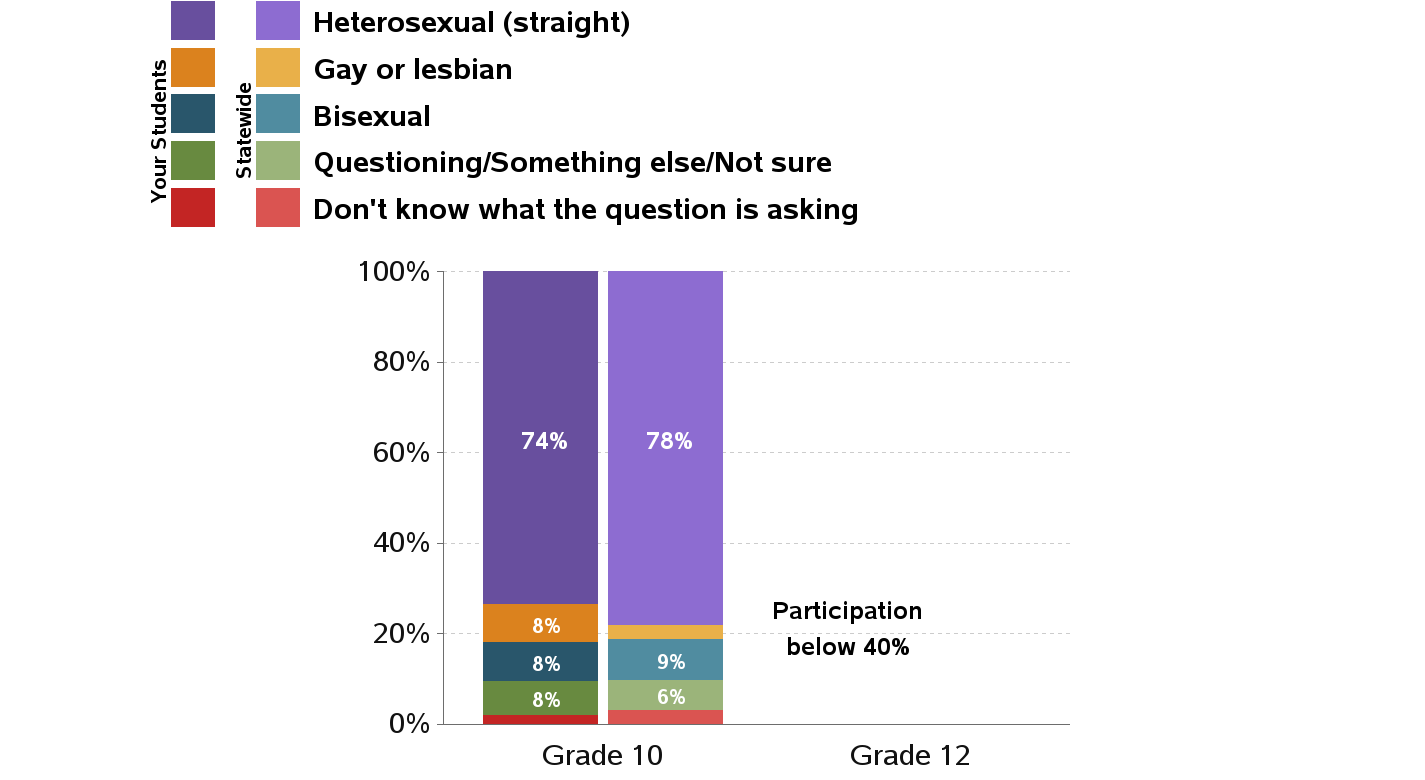 Your Students
Statewide
Heterosexual (straight)
Gay or lesbian
Bisexual
Questioning/Something else/Not sure
Don't know what the question is asking
100%
80%
60%
40%
20%
0%
74%
8%
8%
8%
78%
9%
6%
Participation
below 40%
Grade 10
Grade 12